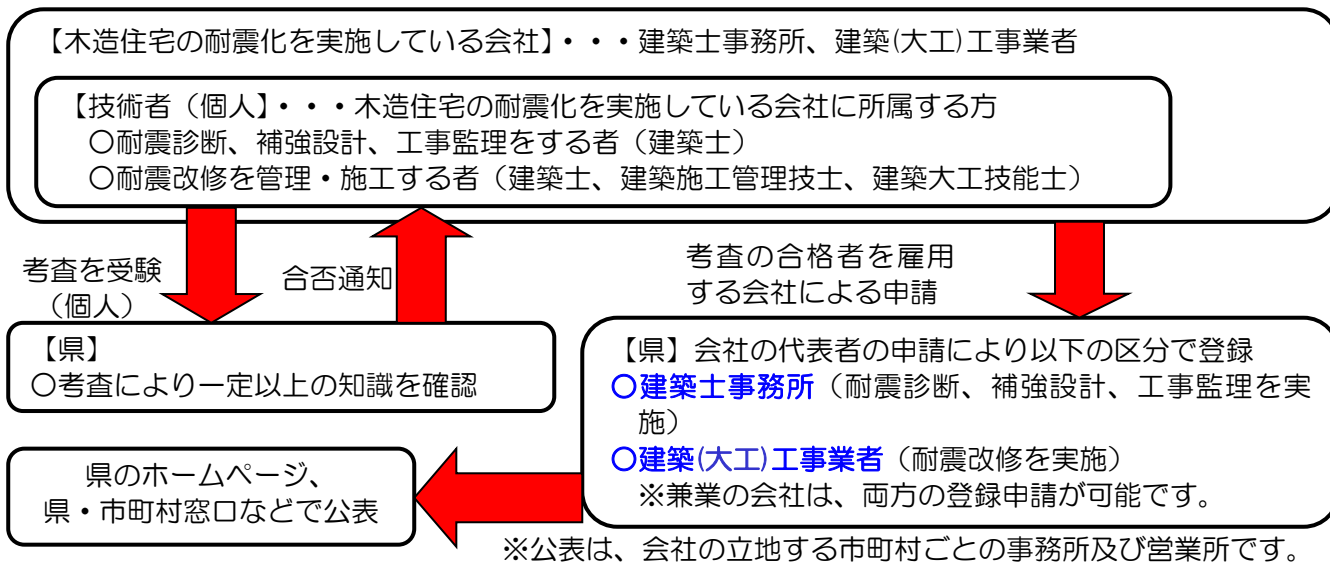 【木造住宅の耐震化を実施している会社】・・・建築士事務所、建築(大工)工事業者
【技術者（個人】・・・木造住宅の耐震化を実施している会社に所属する方
○耐震診断、補強設計、工事監理をする者（建築士）
○耐震改修を管理・施工する者（建築士、建築施工管理技士、建築大工技能士）
考査を受験
（個人）
合否通知
考査の合格者を雇用
する会社による申請
【県】
○考査により一定以上の知識を確認
【県】会社の代表者の申請により以下の区分で登録
○建築士事務所（耐震診断、補強設計、工事監理を実
施）
○建築(大工)工事業者（耐震改修を実施）
※兼業の会社は、両方の登録申請が可能です。
県のホームページ、
県・市町村窓口などで公表
※公表は、会社の立地する市町村ごとの事務所及び営業所です。